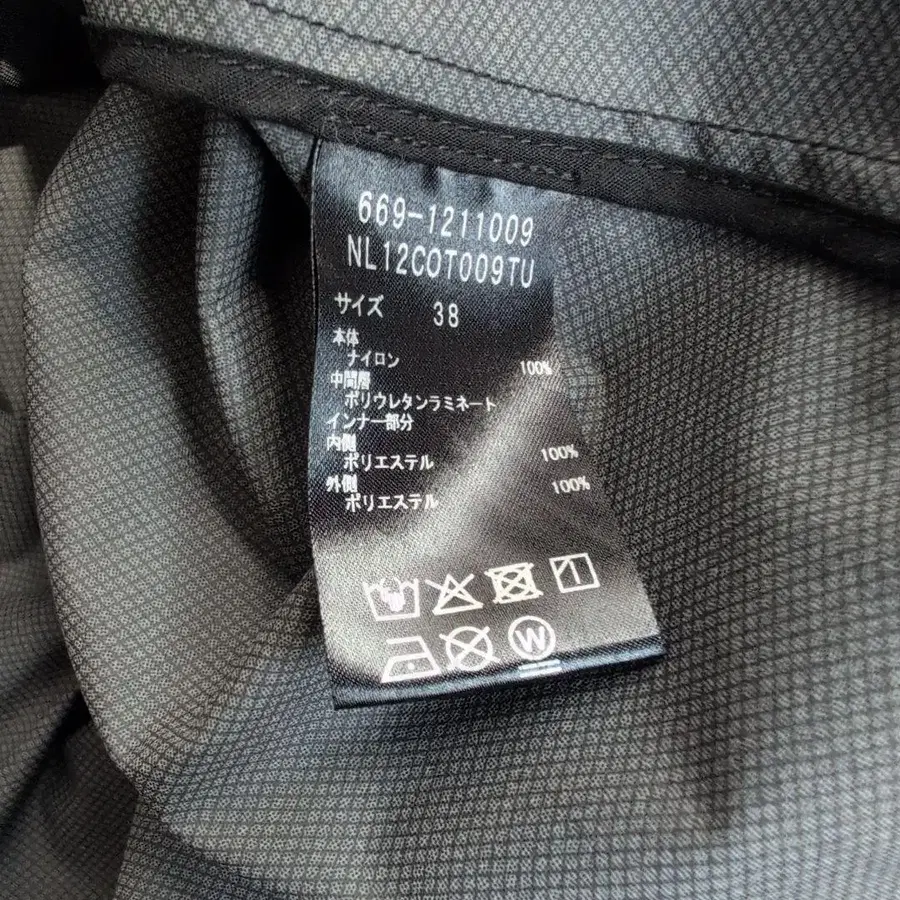 669-1211009
NL12COT009TU
サイズ 38
本体
ナイロン 100%
中間層
ポリウレタンラミネート
インナー部分
内側
ポリエステル 100%
外側
ポリエステル 100%
W